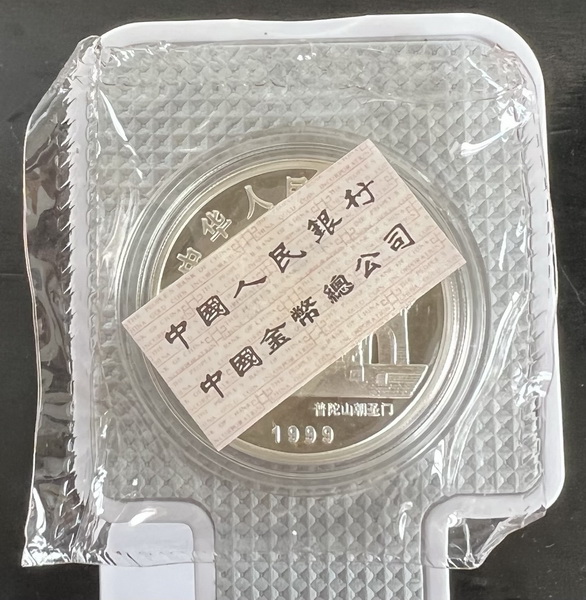 中华人民
中國人民銀行
中國金幣總公司
普陀山朝圣门
1999